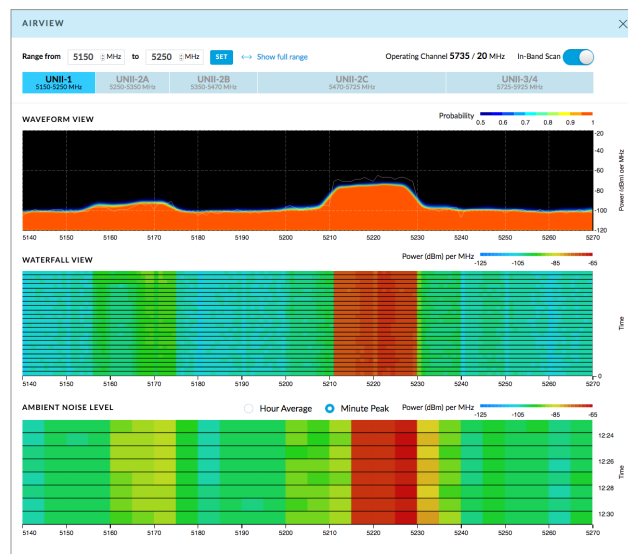 AIRVIEW
Range from 5150 MHz to 5250 MHz SET Show full range Operating Channel 5735 / 20 MHz In-Band Scan
UNII-1 UNII-2A UNII-2B UNII-2C UNII-3/4
5150-5250 MHz 5250-5350 MHz 5350-5470 MHz 5470-5725 MHz 5725-5925 MHz
WAVEFORM VIEW Probability 0.5 0.6 0.7 0.8 0.9 1
-20
-40
-60
-80
-100
-120
Power (dBm) per MHz
5140 5150 5160 5170 5180 5190 5200 5210 5220 5230 5240 5250 5260 5270
WATERFALL VIEW Power (dBm) per MHz -125 -105 -85 -65
Time
0
5140 5150 5160 5170 5180 5190 5200 5210 5220 5230 5240 5250 5260 5270
AMBIENT NOISE LEVEL Hour Average Minute Peak Power (dBm) per MHz -125 -105 -85 -65
12:24
12:26
12:28
12:30
Time
5140 5150 5160 5170 5180 5190 5200 5210 5220 5230 5240 5250 5260 5270